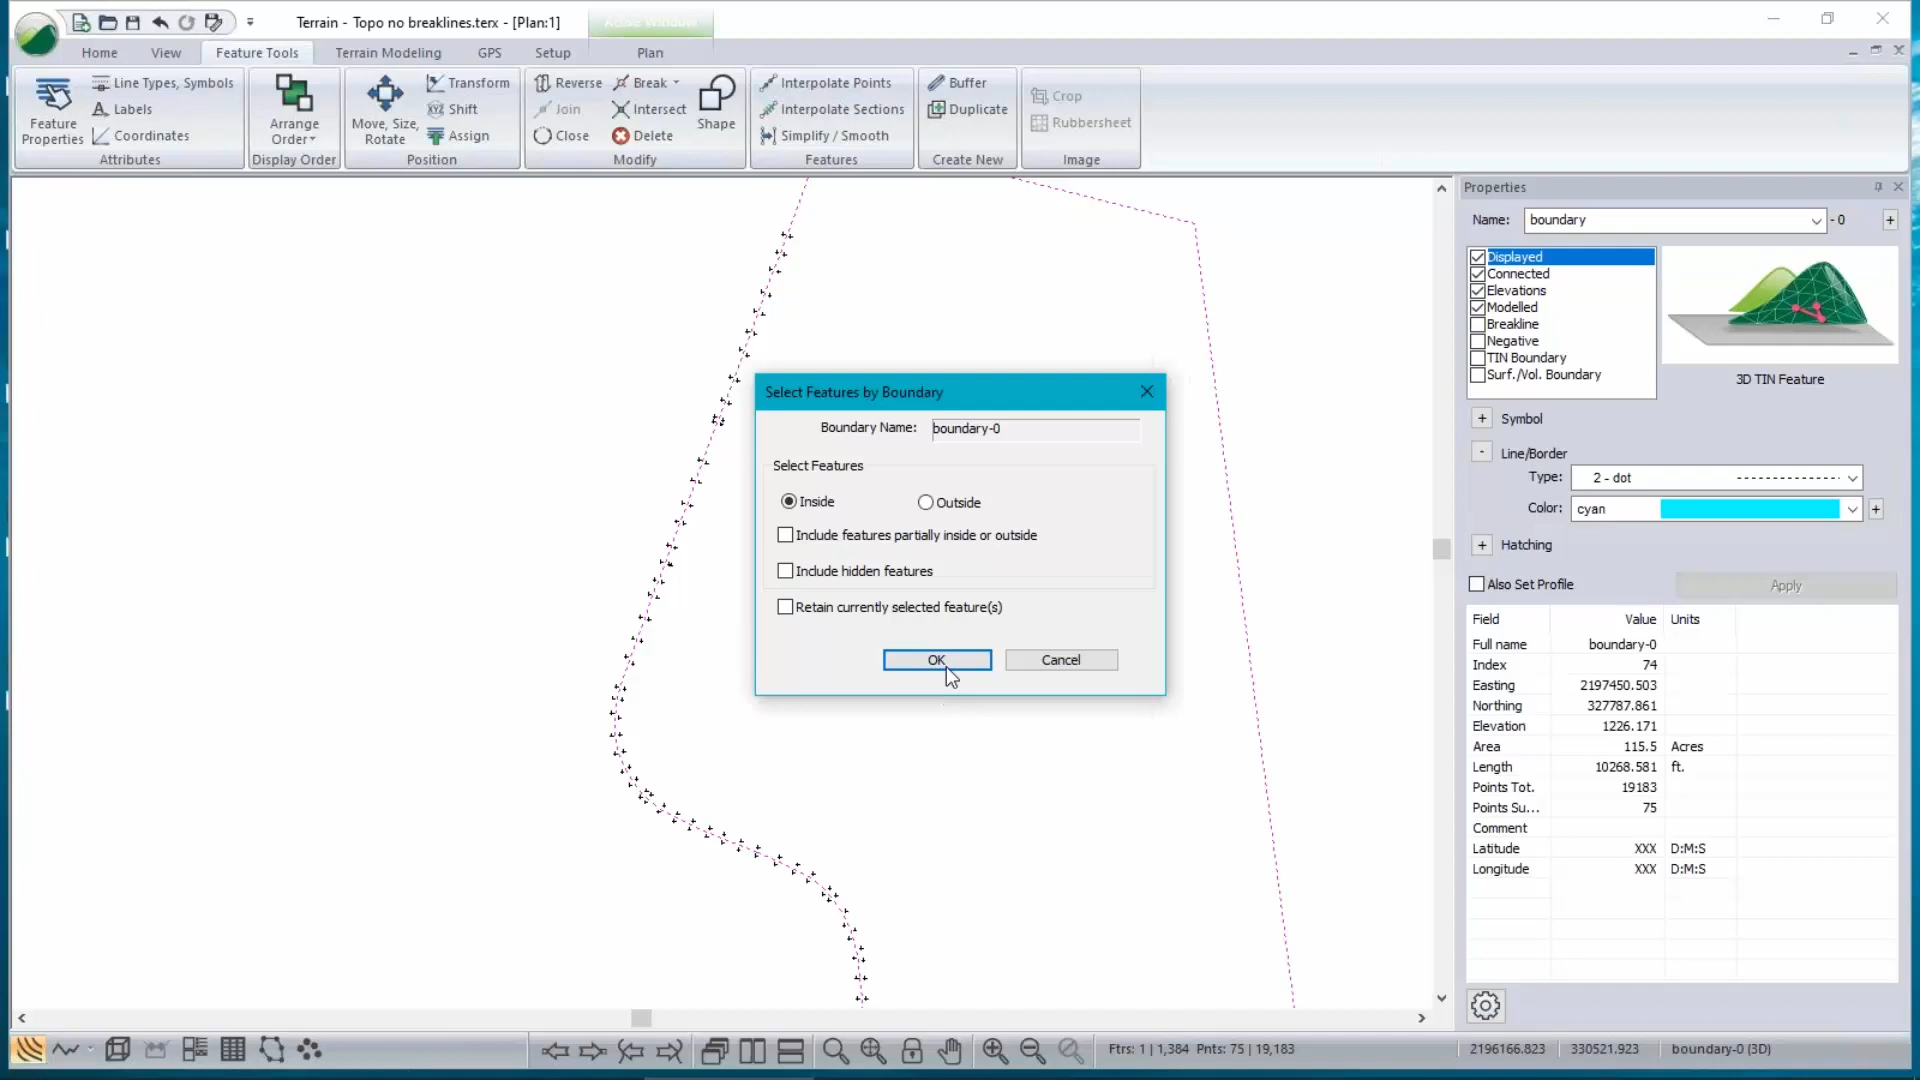 Terrain - Topo no breaklines.terx - [Plan:1]
Active Window
Home
View
Feature Tools
Terrain Modeling
GPS
Setup
Plan
Feature Properties
Line Types, Symbols
Labels
Coordinates
Attributes
Arrange Order
Display Order
Move, Size, Rotate
Transform
Shift
Assign
Position
Reverse
Join
Close
Break
Intersect
Delete
Shape
Modify
Interpolate Points
Interpolate Sections
Simplify / Smooth
Features
Buffer
Duplicate
Create New
Crop
Rubbersheet
Image
Select Features by Boundary
Boundary Name: boundary-0
Select Features
Inside
Outside
Include features partially inside or outside
Include hidden features
Retain currently selected feature(s)
OK
Cancel
Properties
Name: boundary - 0 +
Displayed
Connected
Elevations
Modelled
Breakline
Negative
TIN Boundary
Surf./Vol. Boundary
3D TIN Feature
+ Symbol
- Line/Border
Type: 2 - dot
Color: cyan +
+ Hatching
Also Set Profile
Apply
Field Value Units
Full name boundary-0
Index 74
Easting 2197450.503
Northing 327787.861
Elevation 1226.171
Area 115.5 Acres
Length 10268.581 ft.
Points Tot. 19183
Points Su... 75
Comment
Latitude XXX D:M:S
Longitude XXX D:M:S
Ftrs: 1 | 1,384 Pnts: 75 | 19,183
2196166.823
330521.923
boundary-0 (3D)